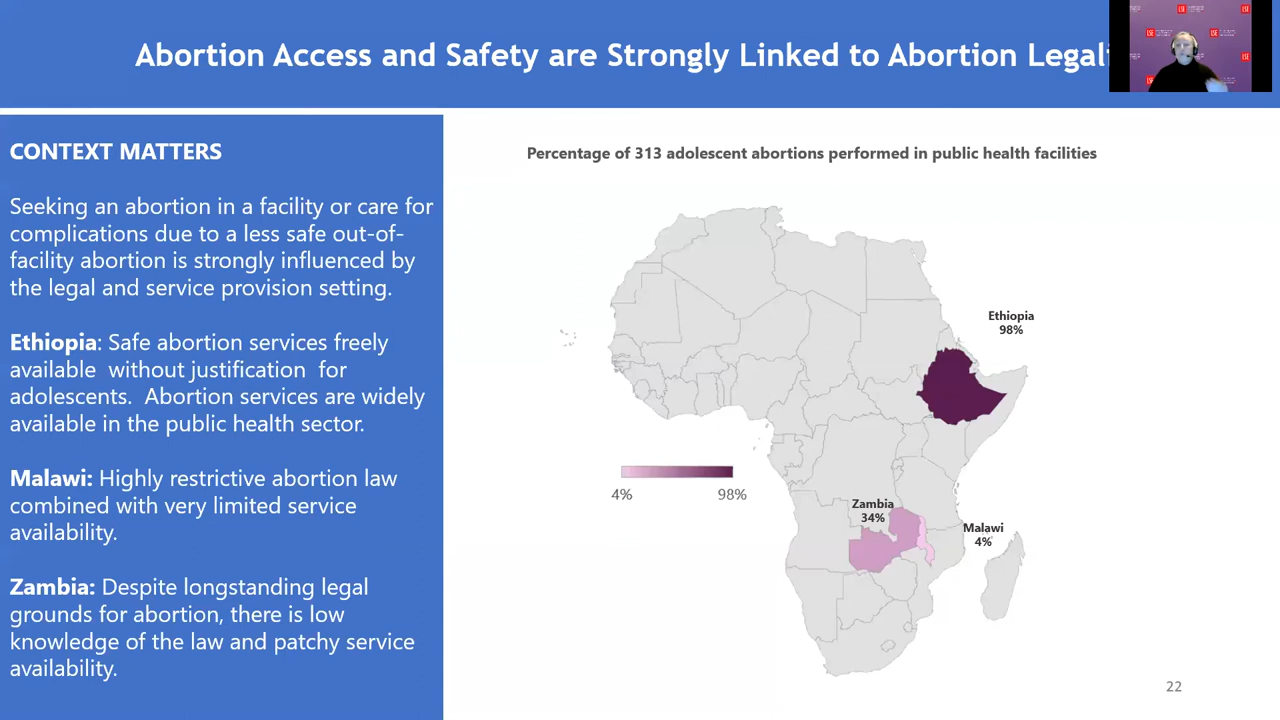 Abortion Access and Safety are Strongly Linked to Abortion
CONTEXT MATTERS
Seeking an abortion in a facility or care for
complications due to a less safe out-of-
facility abortion is strongly influenced by
the legal and service provision setting.
Ethiopia: Safe abortion services freely
available without justification for
adolescents. Abortion services are widely
available in the public health sector.
Malawi: Highly restrictive abortion law
combined with very limited service
availability.
Zambia: Despite longstanding legal
grounds for abortion, there is low
knowledge of the law and patchy service
availability.
Percentage of 313 adolescent abortions performed in public health facilities
Ethiopia
98%
4%
98%
Zambia
34%
Malawi
4%
22
LSE
LSE
LSE